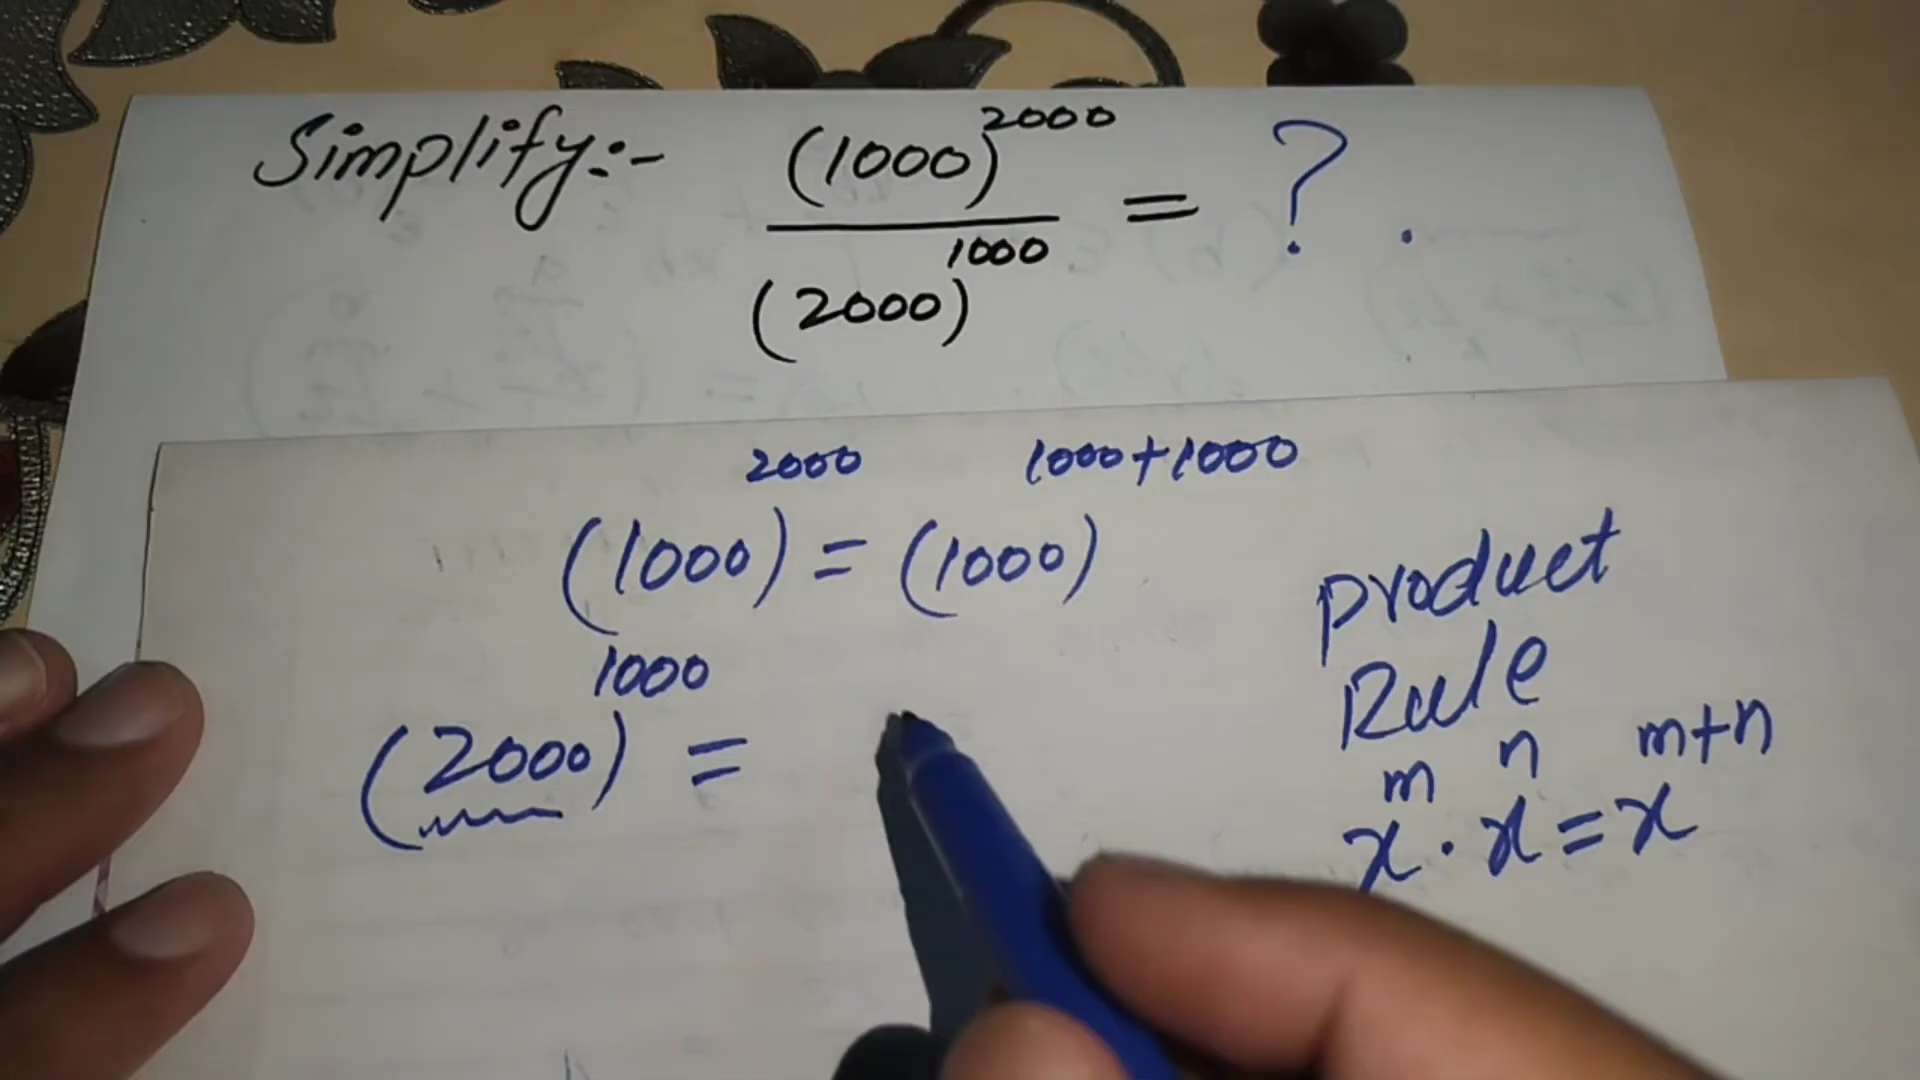 Simplify:- (1000)^2000 / (2000)^1000 = ? .
(1000)^2000 = (1000)^1000+1000
(2000)^1000 =
product
Rule
x^m . x^n = x^m+n